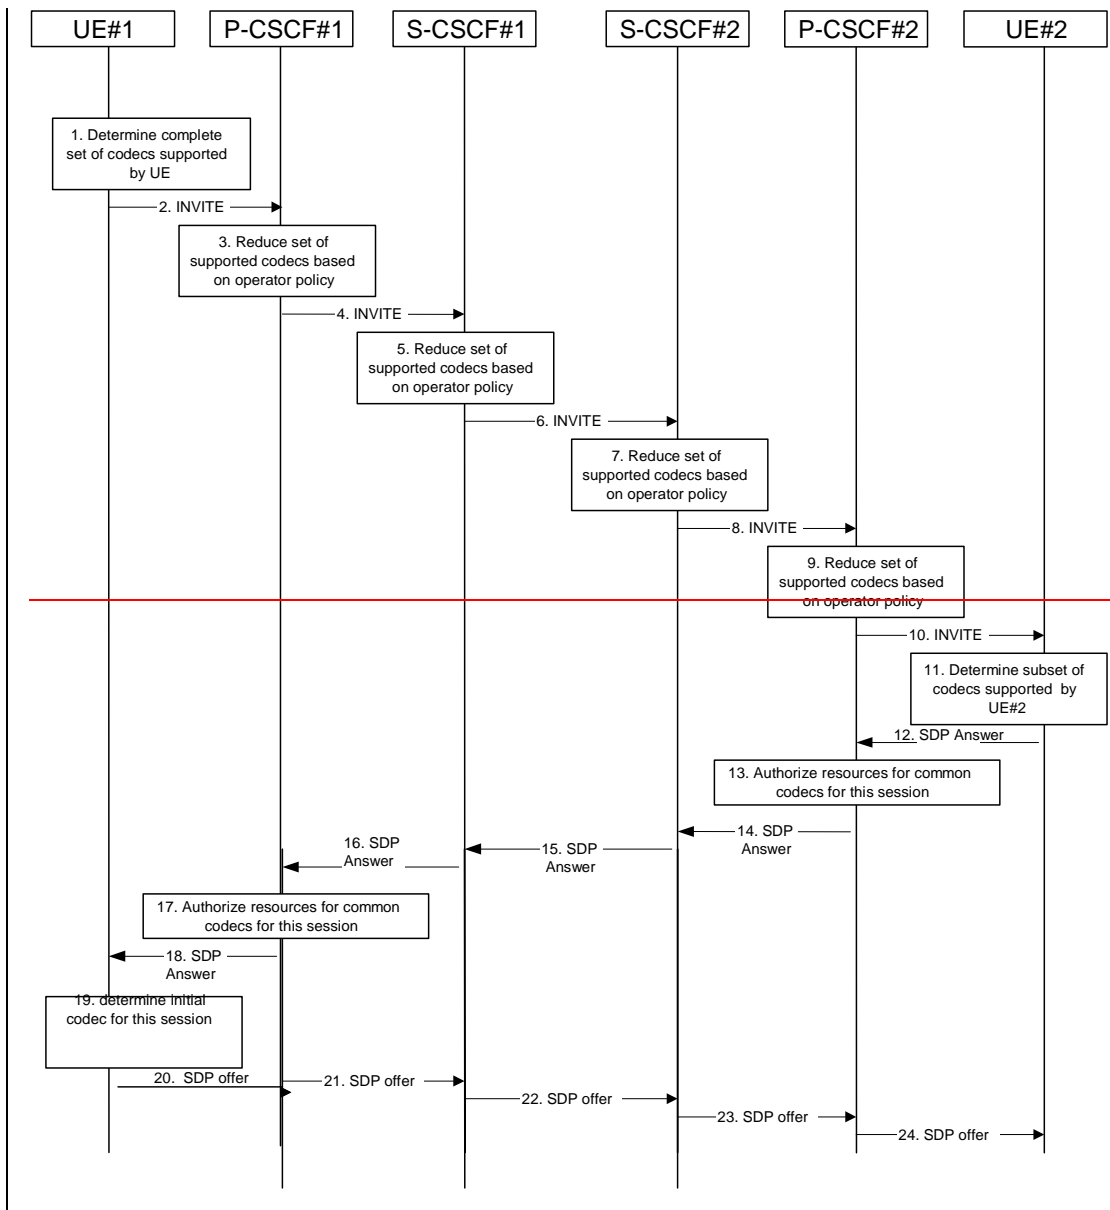 UE#1
P-CSCF#1
S-CSCF#1
S-CSCF#2
P-CSCF#2
UE#2
1. Determine complete
set of codecs supported
by UE
2. INVITE
3. Reduce set of
supported codecs based
on operator policy
4. INVITE
5. Reduce set of
supported codecs based
on operator policy
6. INVITE
7. Reduce set of
supported codecs based
on operator policy
8. INVITE
9. Reduce set of
supported codecs based
on operator policy
10. INVITE
11. Determine subset of
codecs supported by
UE#2
12. SDP Answer
13. Authorize resources for common
codecs for this session
14. SDP
Answer
15. SDP
Answer
16. SDP
Answer
17. Authorize resources for common
codecs for this session
18. SDP
Answer
19. determine initial
codec for this session
20. SDP offer
21. SDP offer
22. SDP offer
23. SDP offer
24. SDP offer